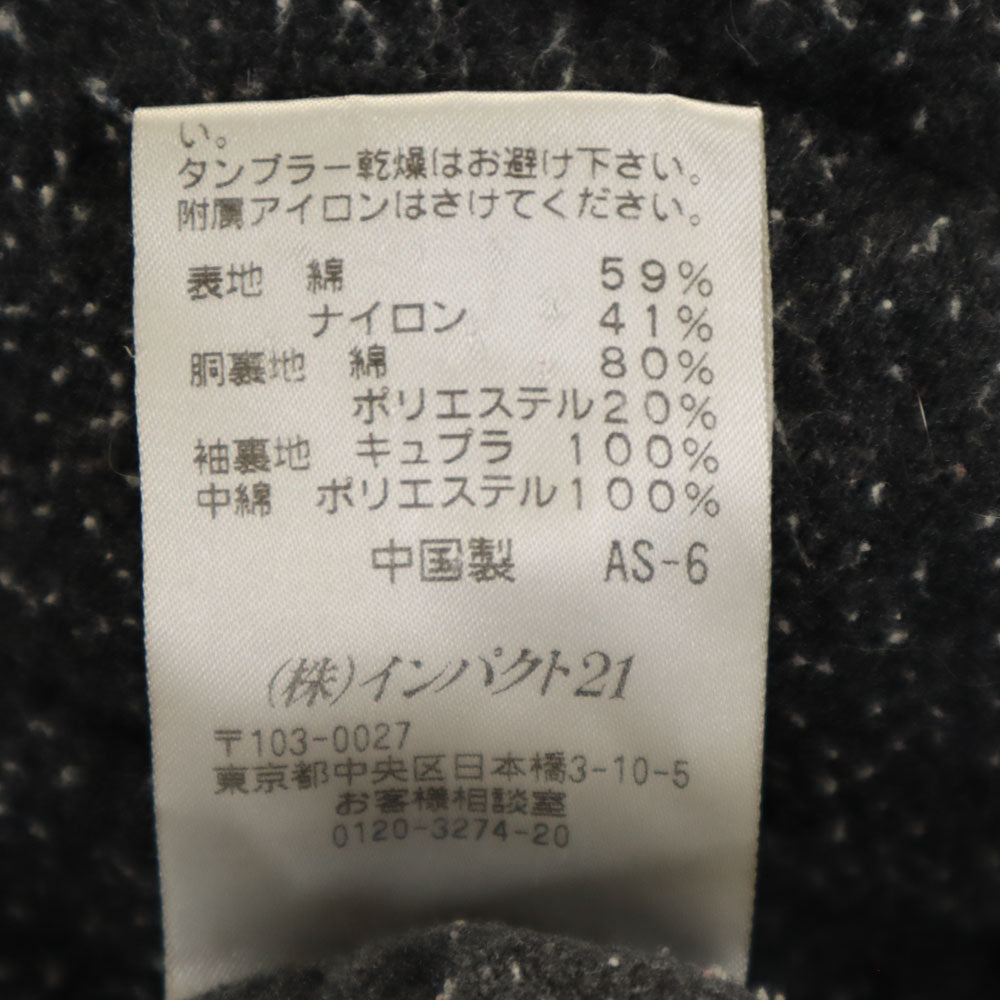 い。
タンブラー乾燥はお避け下さい。
附属アイロンはさけてください。
表地 綿 59%
ナイロン 41%
胴裏地 綿 80%
ポリエステル20%
袖裏地 キュプラ 100%
中綿 ポリエステル100%
中国製 AS-6
(株)インパクト21
〒103-0027
東京都中央区日本橋3-10-5
お客様相談室
0120-3274-20